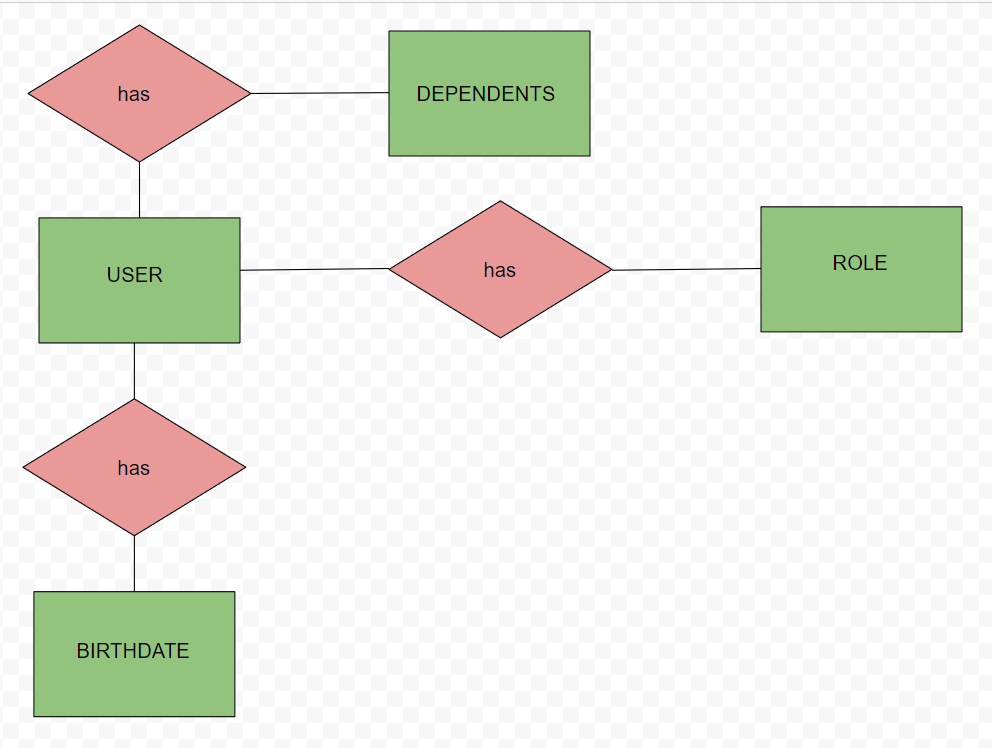 has
DEPENDENTS
USER
has
ROLE
has
BIRTHDATE